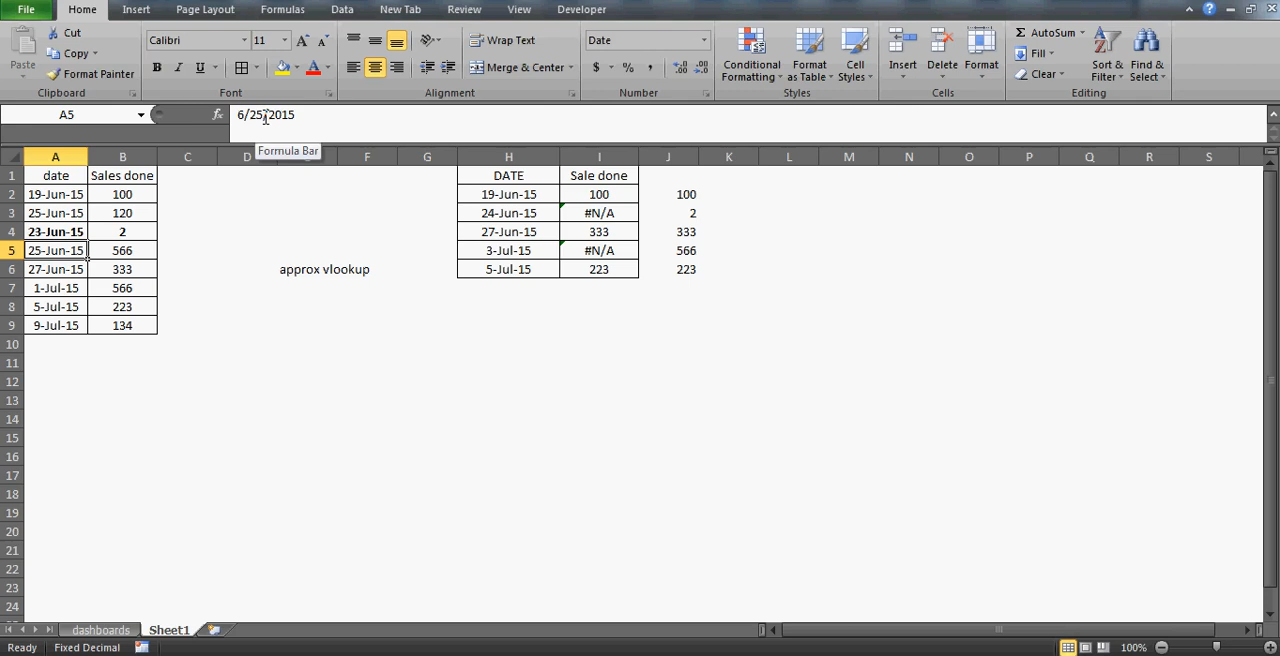 File Home Insert Page Layout Formulas Data New Tab Review View Developer
Cut Calibri 11 A A Wrap Text Date AutoSum
Copy Fill
Paste Format Painter B I U A Merge & Center $ % , .00 .0 Conditional Formatting Format as Table Cell Styles Insert Delete Format Clear Sort & Filter Find & Select
Clipboard Font Alignment Number Styles Cells Editing
A5 fx 6/25/2015
Formula Bar
A B C D F G H I J K L M N O P Q R S
1 date Sales done DATE Sale done
2 19-Jun-15 100 19-Jun-15 100 100
3 25-Jun-15 120 24-Jun-15 #N/A 2
4 23-Jun-15 2 27-Jun-15 333 333
5 25-Jun-15 566 3-Jul-15 #N/A 566
6 27-Jun-15 333 approx vlookup 5-Jul-15 223 223
7 1-Jul-15 566
8 5-Jul-15 223
9 9-Jul-15 134
10
11
12
13
14
15
16
17
18
19
20
21
22
23
24
dashboards Sheet1
Ready Fixed Decimal 100%